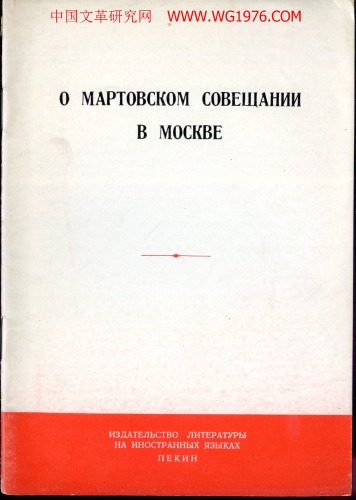 中国文革研究网 www.WG1976.com
О МАРТОВСКОМ СОВЕЩАНИИ
В МОСКВЕ
ИЗДАТЕЛЬСТВО ЛИТЕРАТУРЫ
НА ИНОСТРАННЫХ ЯЗЫКАХ
ПЕКИН